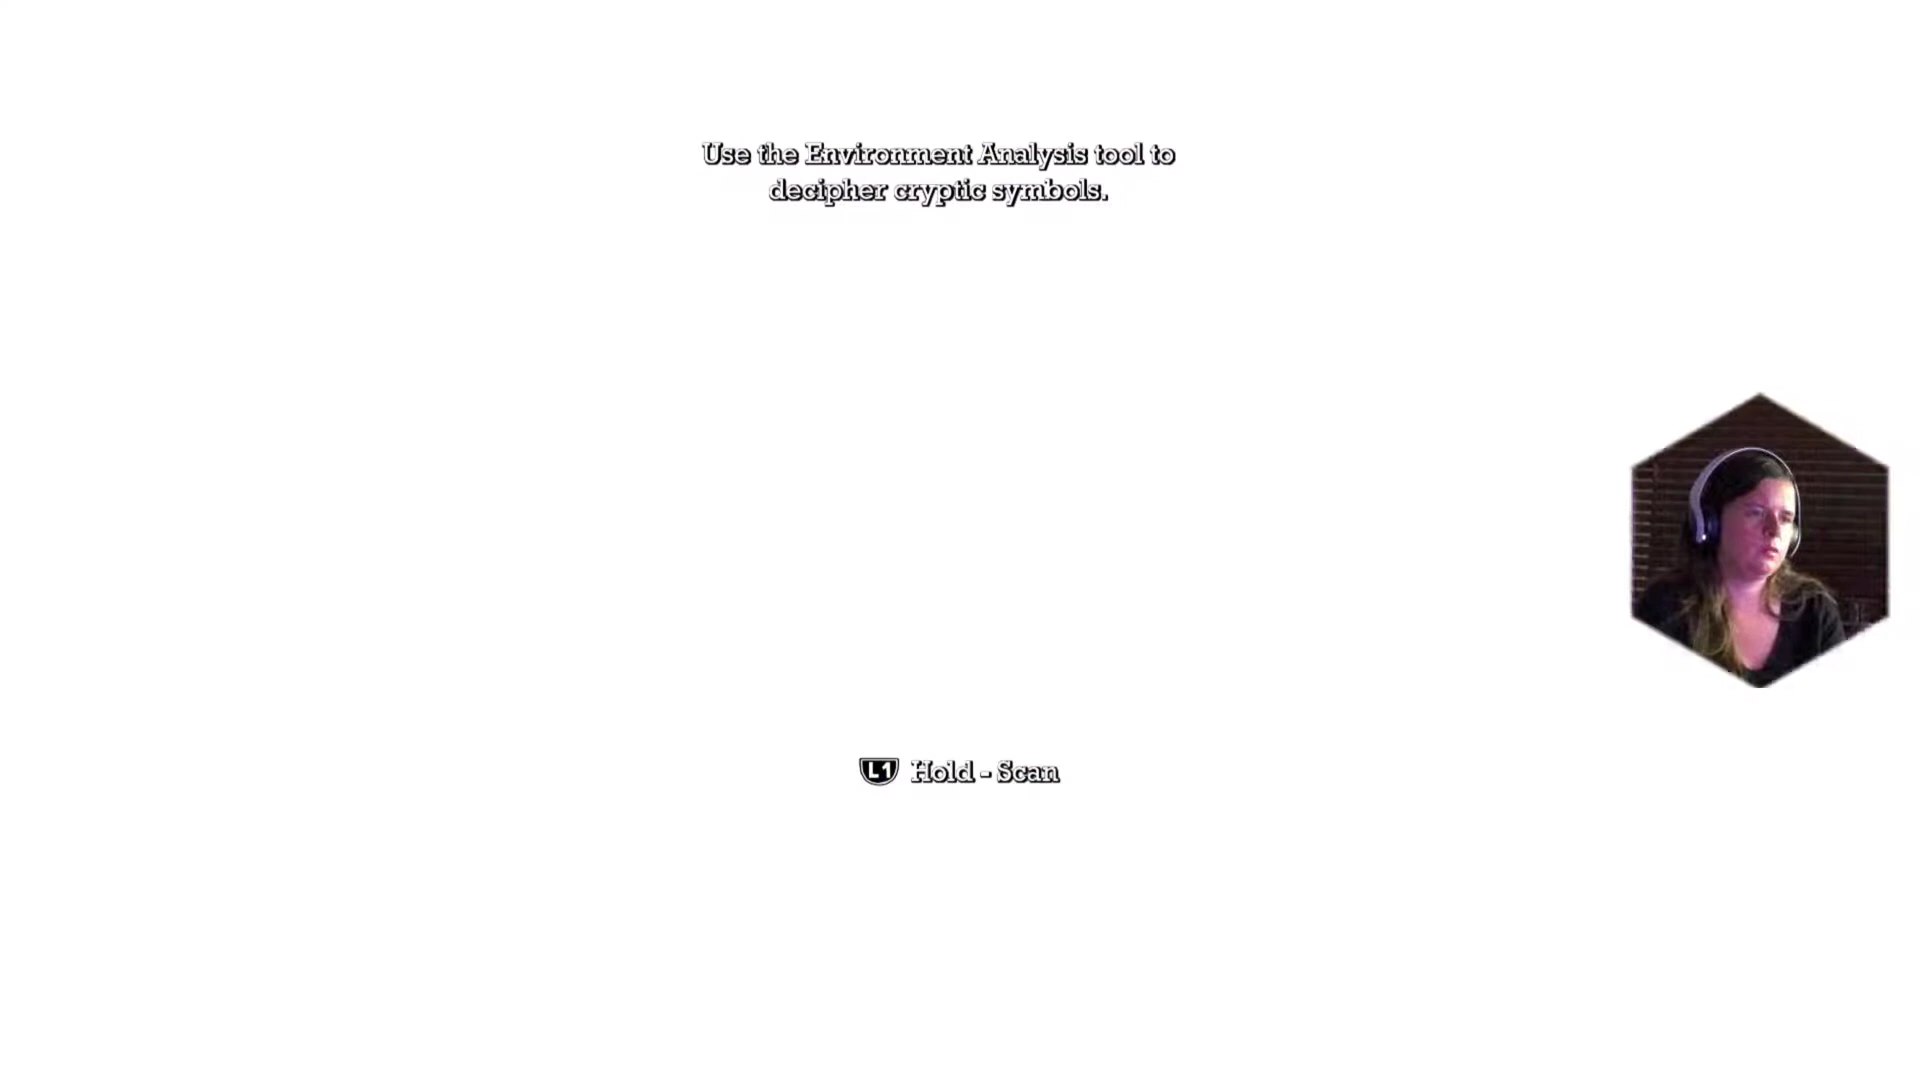 Use the Environment Analysis tool to
decipher cryptic symbols.
L1 Hold - Scan